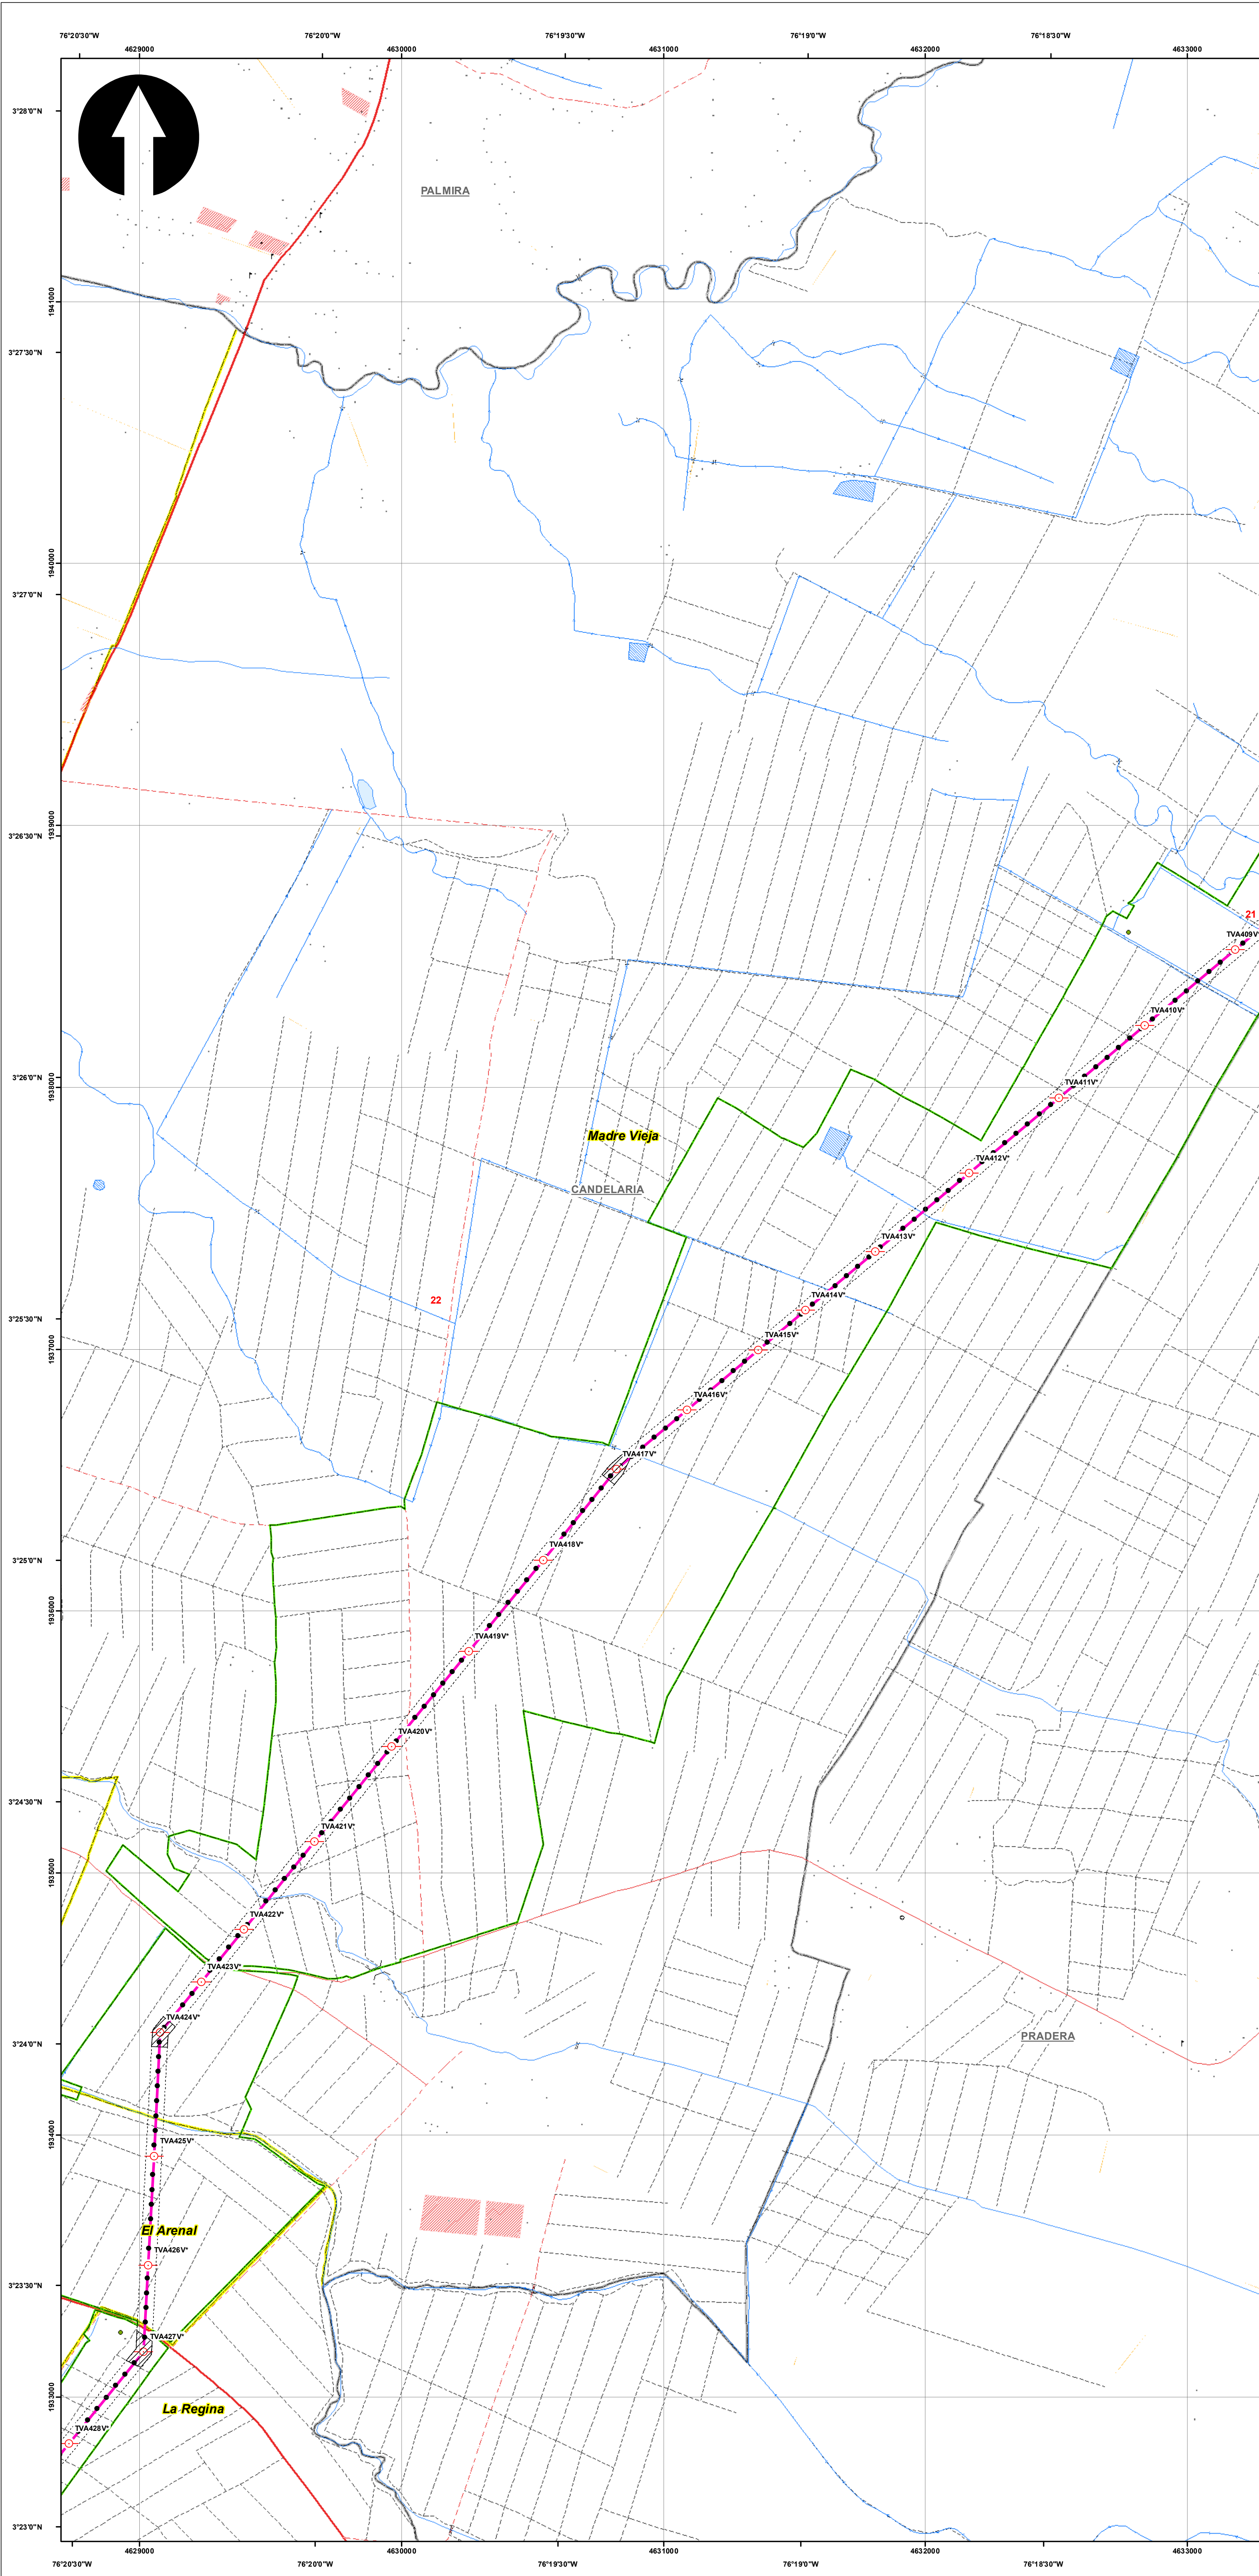 76°20'30"W 76°20'0"W 76°19'30"W 76°19'0"W 76°18'30"W
4629000 4630000 4631000 4632000 4633000
3°28'0"N
PALMIRA
1941000
3°27'30"N
1940000
3°27'0"N
1939000
3°26'30"N
21
TVA409V*
TVA410V*
3°26'0"N
1938000
TVA411V*
Madre Vieja
TVA412V*
CANDELARIA
TVA413V*
22
TVA414V*
3°25'30"N
TVA415V*
1937000
TVA416V*
TVA417V*
TVA418V*
3°25'0"N
1936000
TVA419V*
TVA420V*
3°24'30"N
TVA421V*
1935000
TVA422V*
TVA423V*
TVA424V*
PRADERA
3°24'0"N
1934000
TVA425V*
El Arenal
TVA426V*
3°23'30"N
TVA427V*
1933000
La Regina
TVA428V*
3°23'0"N
4629000 4630000 4631000 4632000 4633000
76°20'30"W 76°20'0"W 76°19'30"W 76°19'0"W 76°18'30"W